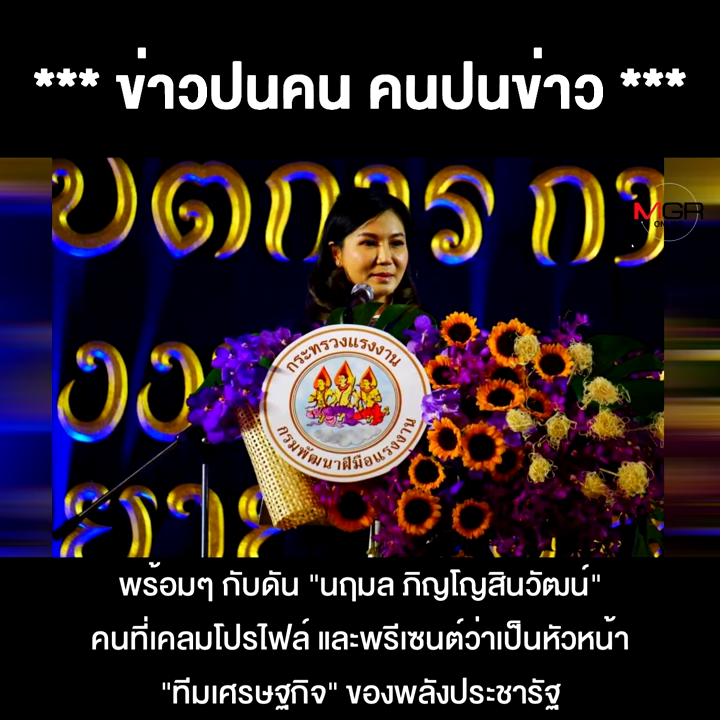 *** ข่าวปนคน คนปนข่าว ***
บัติการ
MGR
กระทรวงแรงงาน
กรมพัฒนาฝีมือแรงงาน
พร้อมๆ กับดัน "นฤมล ภิญโญสินวัฒน์"
คนที่เคลมโปรไฟล์ และพรีเซนต์ว่าเป็นหัวหน้า
"ทีมเศรษฐกิจ" ของพลังประชารัฐ